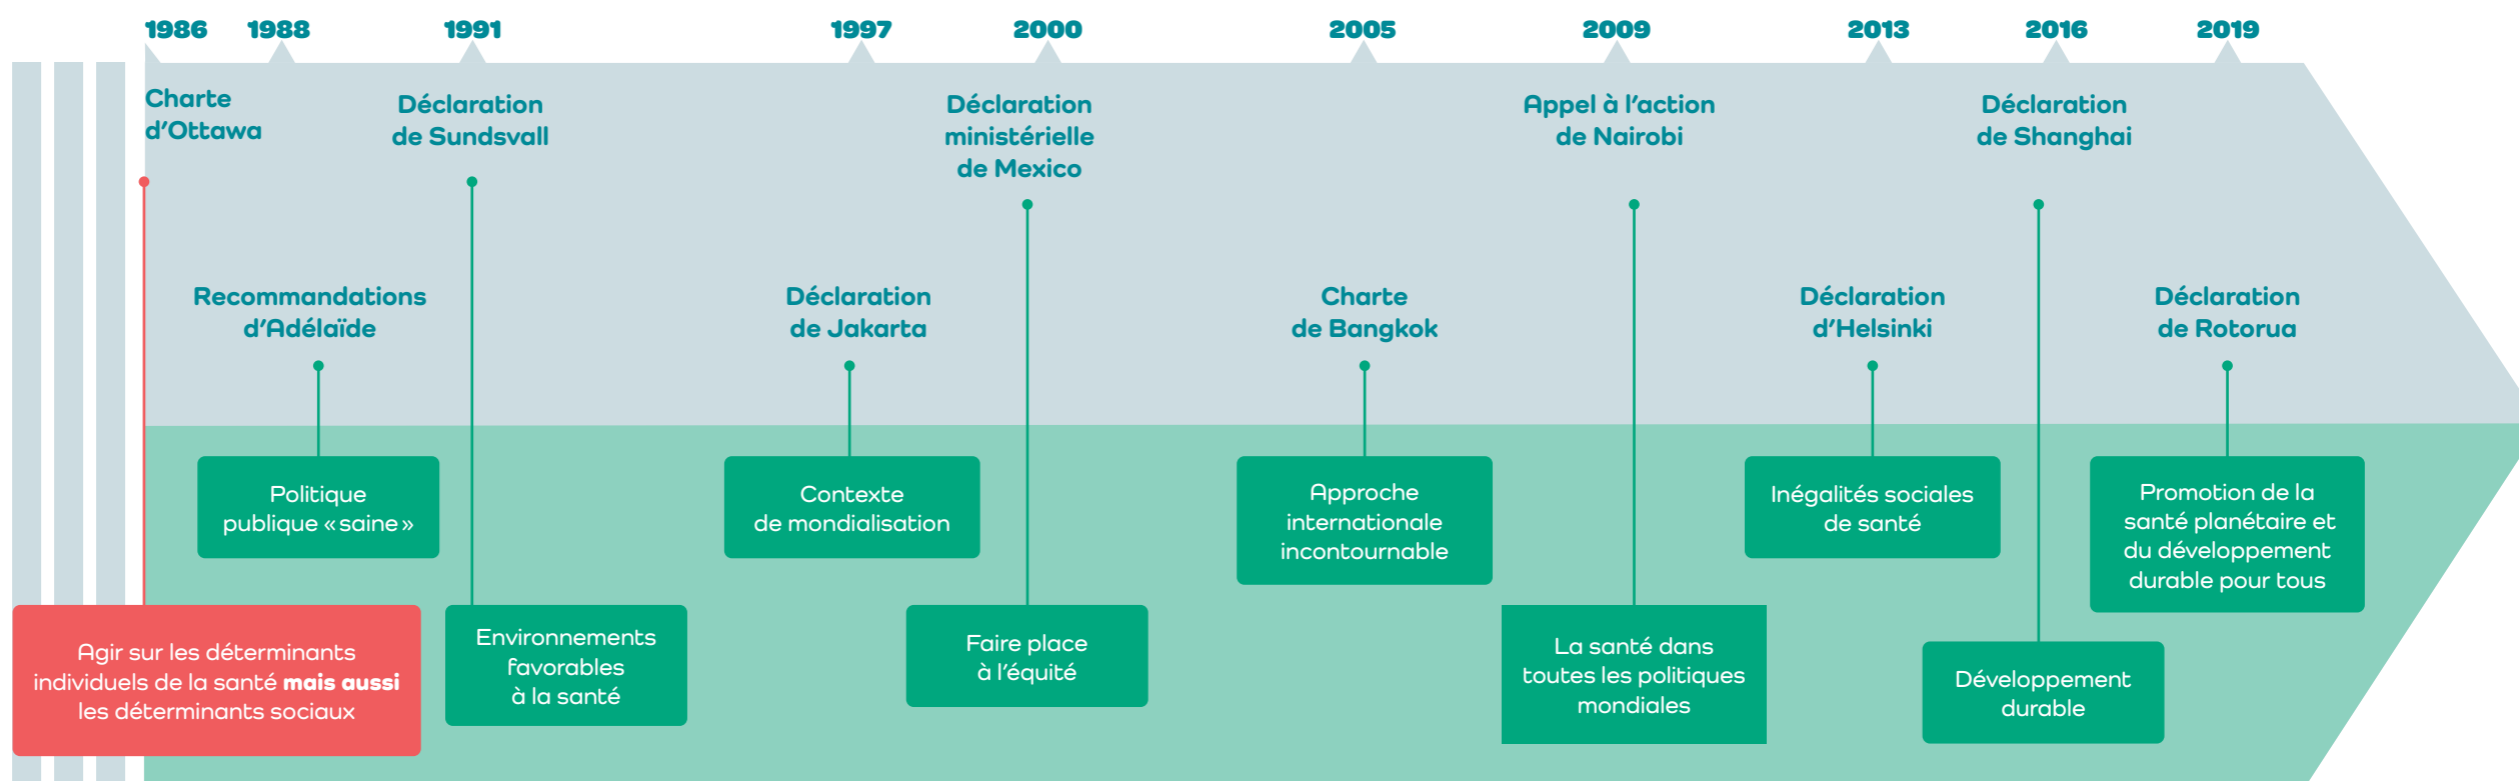 1986
1988
1991
1997
2000
2005
2009
2013
2016
2019
Charte
d’Ottawa
Déclaration
de Sundsvall
Déclaration
ministérielle
de Mexico
Appel à l’action
de Nairobi
Déclaration
de Shanghai
Recommandations
d’Adélaïde
Déclaration
de Jakarta
Charte
de Bangkok
Déclaration
d’Helsinki
Déclaration
de Rotorua
Politique
publique « saine »
Contexte
de mondialisation
Approche
internationale
incontournable
Inégalités sociales
de santé
Promotion de la
santé planétaire et
du développement
durable pour tous
Agir sur les déterminants
individuels de la santé mais aussi
les déterminants sociaux
Environnements
favorables
à la santé
Faire place
à l’équité
La santé dans
toutes les politiques
mondiales
Développement
durable